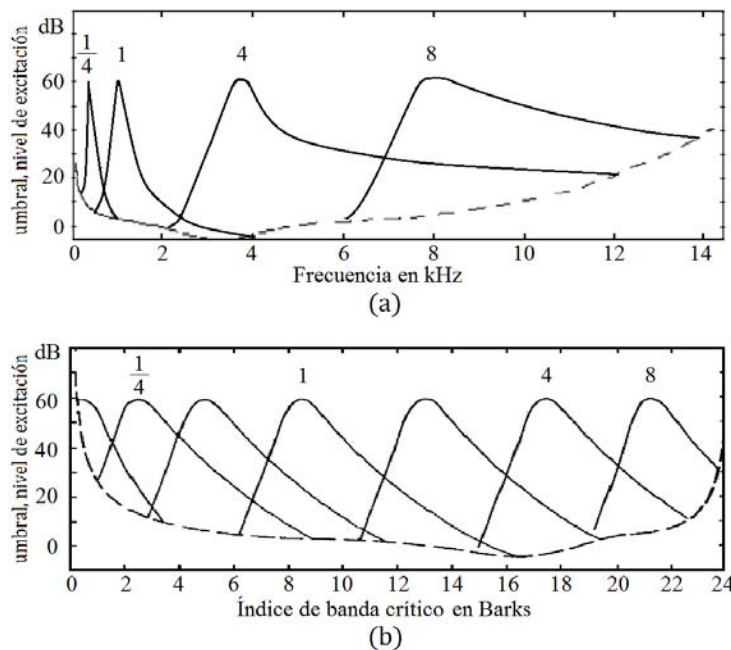 dB
1/4 1 4 8
60
40
20
0
umbral, nivel de excitación
0 2 4 6 8 10 12 14
Frecuencia en kHz
(a)
dB
1/4 1 4 8
60
40
20
0
umbral, nivel de excitación
0 2 4 6 8 10 12 14 16 18 20 22 24
Índice de banda crítico en Barks
(b)